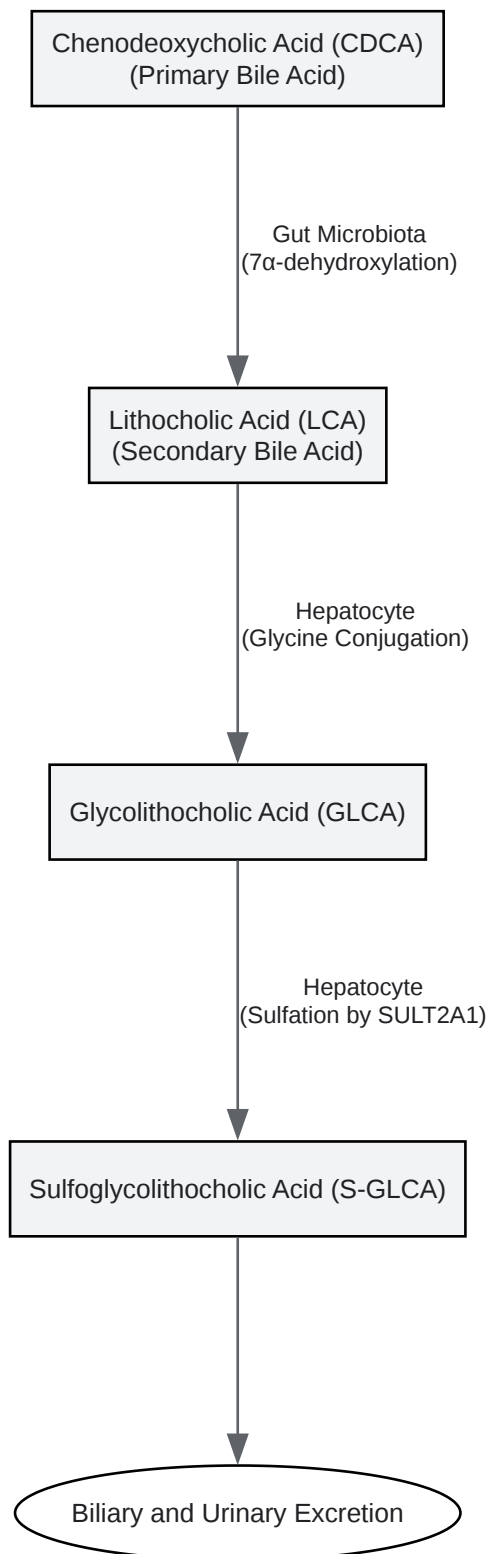 Chenodeoxycholic Acid (CDCA)
(Primary Bile Acid)
Gut Microbiota
(7α-dehydroxylation)
Lithocholic Acid (LCA)
(Secondary Bile Acid)
Hepatocyte
(Glycine Conjugation)
Glycolithocholic Acid (GLCA)
Hepatocyte
(Sulfation by SULT2A1)
Sulfoglycolithocholic Acid (S-GLCA)
Biliary and Urinary Excretion